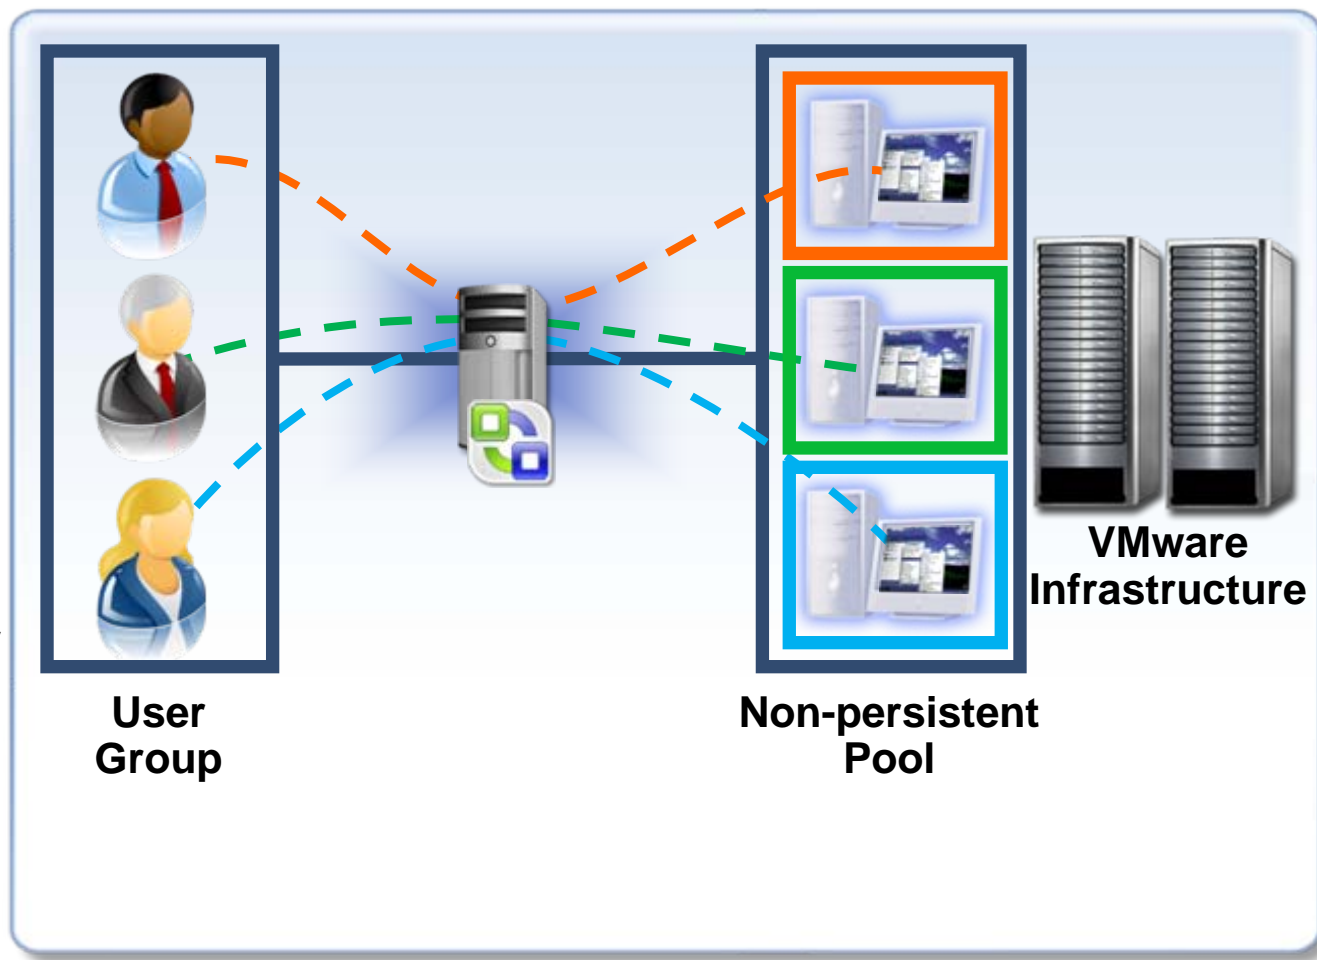 VMware
Infrastructure
User
Group
Non-persistent
Pool